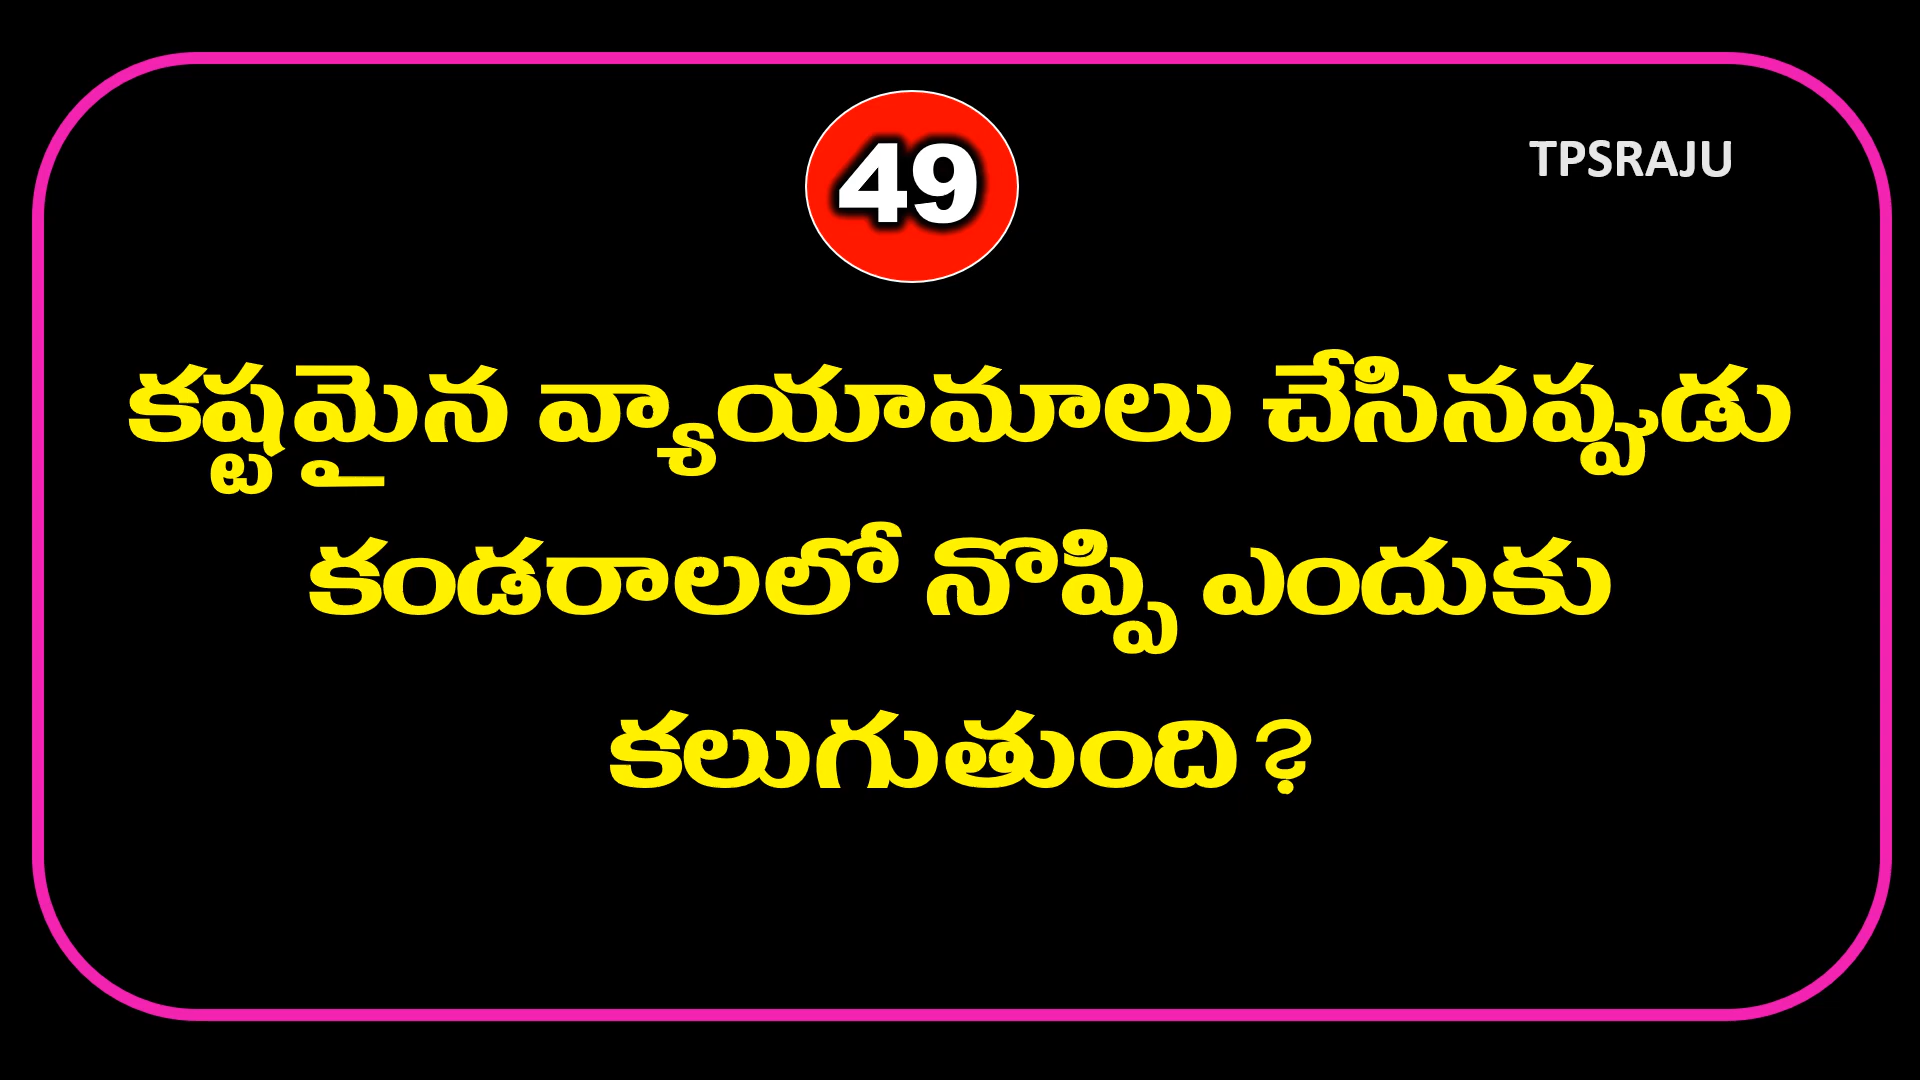 49
TPSRAJU
కష్టమైన వ్యాయామాలు చేసినప్పుడు
కండరాలలో నొప్పి ఎందుకు
కలుగుతుంది?